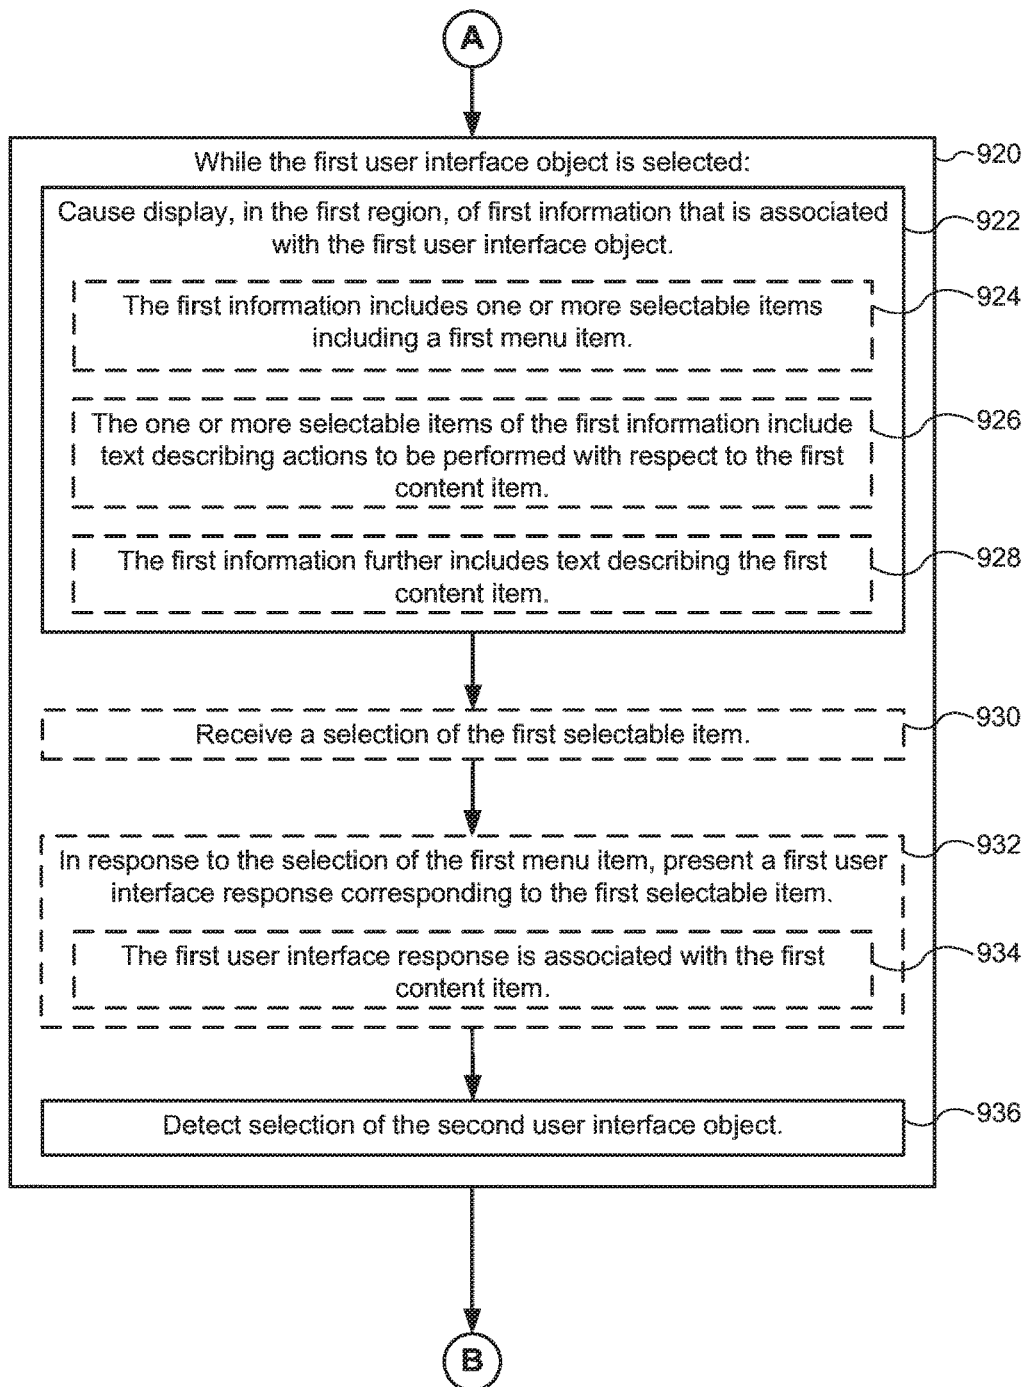 A
While the first user interface object is selected:
920
Cause display, in the first region, of first information that is associated
with the first user interface object.
922
The first information includes one or more selectable items
including a first menu item.
924
The one or more selectable items of the first information include
text describing actions to be performed with respect to the first
content item.
926
The first information further includes text describing the first
content item.
928
Receive a selection of the first selectable item.
930
In response to the selection of the first menu item, present a first user
interface response corresponding to the first selectable item.
932
The first user interface response is associated with the first
content item.
934
Detect selection of the second user interface object.
936
B